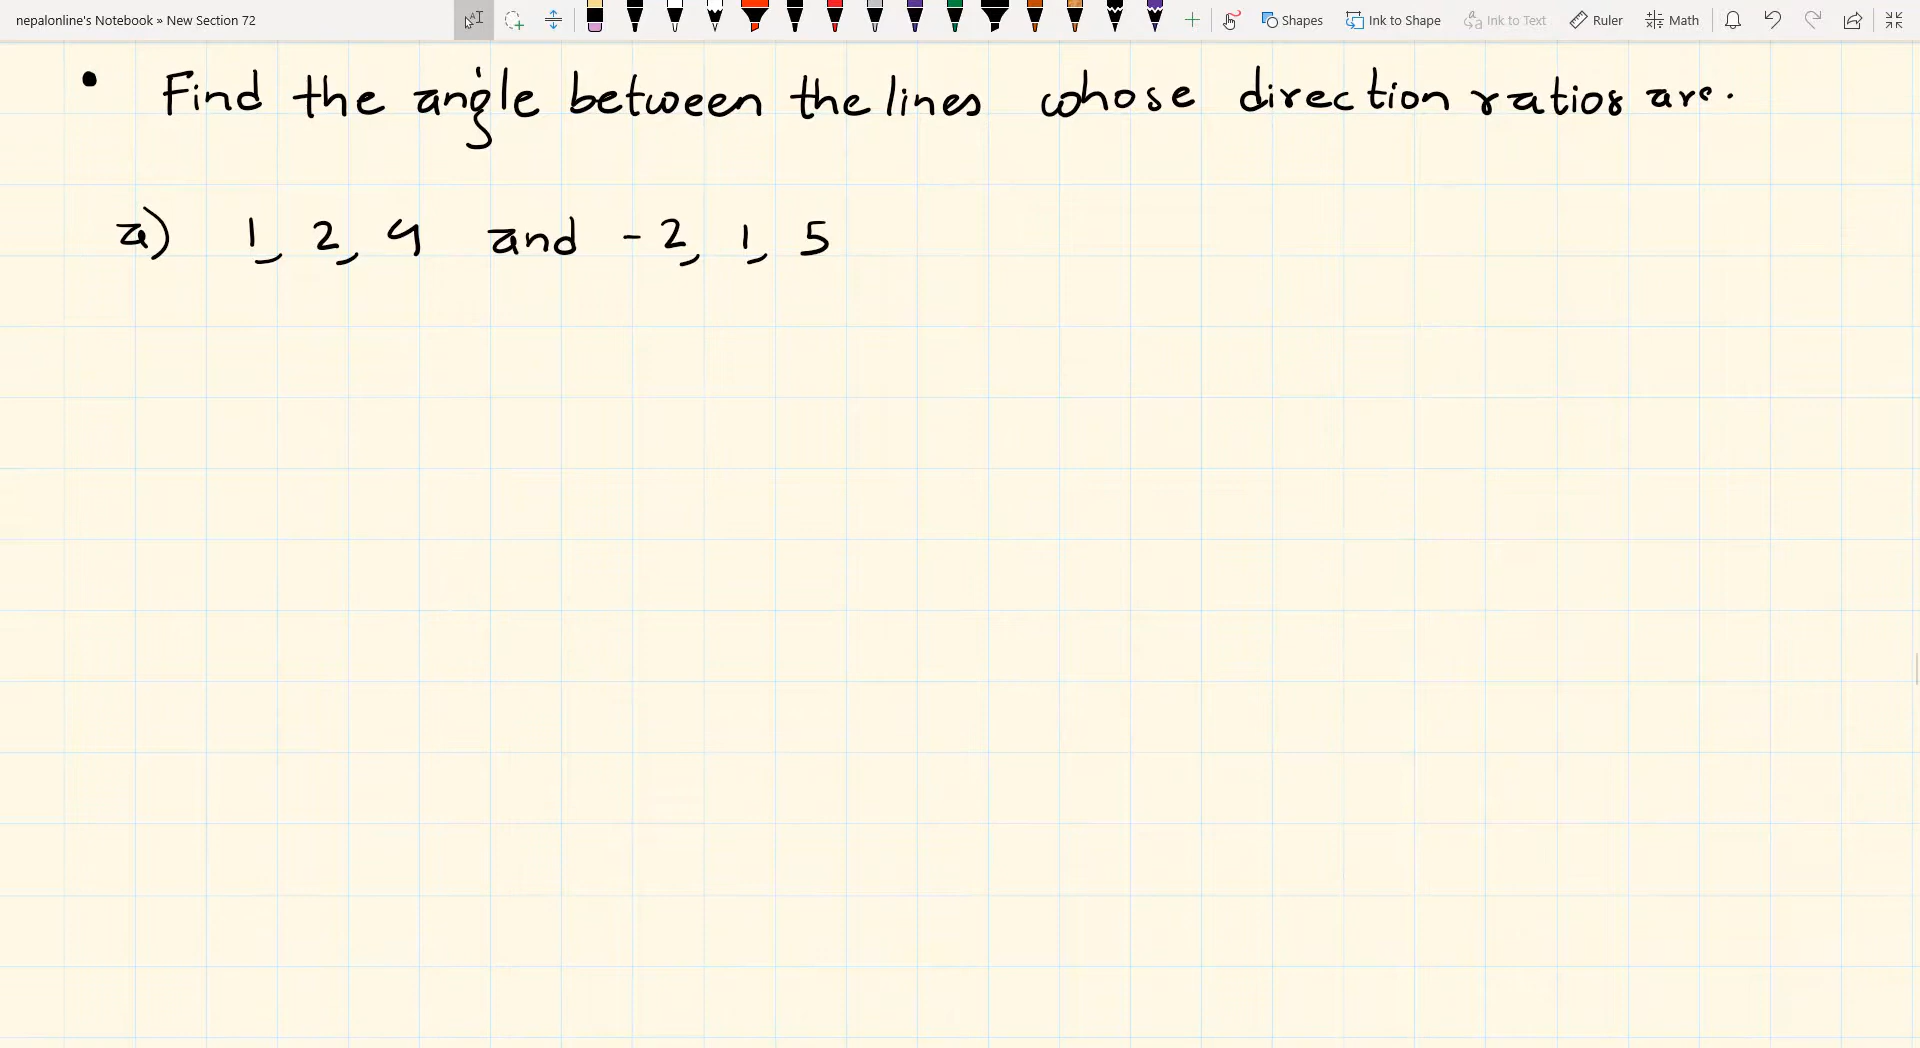 nepalonline's Notebook » New Section 72
Shapes Ink to Shape Ink to Text Ruler Math
• Find the angle between the lines whose direction ratios are.
a) 1, 2, 4 and -2, 1, 5